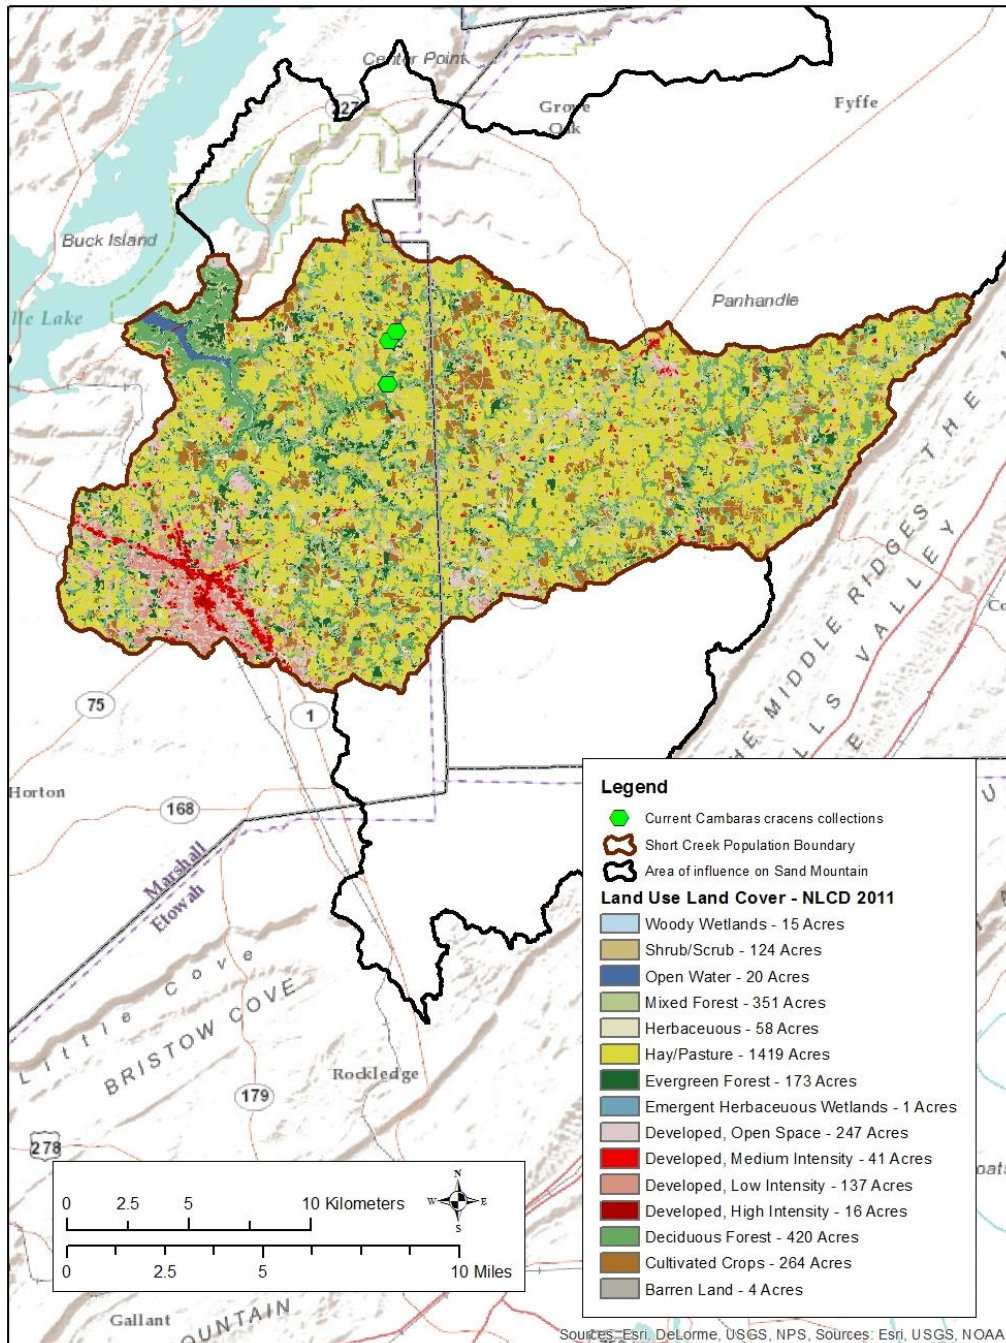 Center Point
227
Grove
Oak
Fyffe
Buck Island
lle Lake
Panhandle
THE MIDDLE RIDGES
THE
LLS VALLEY
75
1
Horton
168
Marshall
Etowah
Little Cove
BRISTOW COVE
Rockledge
179
278
Gallant
OUNTAIN
Co
U
oats
Legend
Current Cambaras cracens collections
Short Creek Population Boundary
Area of influence on Sand Mountain
Land Use Land Cover - NLCD 2011
Woody Wetlands - 15 Acres
Shrub/Scrub - 124 Acres
Open Water - 20 Acres
Mixed Forest - 351 Acres
Herbaceuous - 58 Acres
Hay/Pasture - 1419 Acres
Evergreen Forest - 173 Acres
Emergent Herbaceuous Wetlands - 1 Acres
Developed, Open Space - 247 Acres
Developed, Medium Intensity - 41 Acres
Developed, Low Intensity - 137 Acres
Developed, High Intensity - 16 Acres
Deciduous Forest - 420 Acres
Cultivated Crops - 264 Acres
Barren Land - 4 Acres
0 2.5 5 10 Kilometers
0 2.5 5 10 Miles
N
W E
S
Sources: Esri, DeLorme, USGS, NPS, Sources: Esri, USGS, NOAA